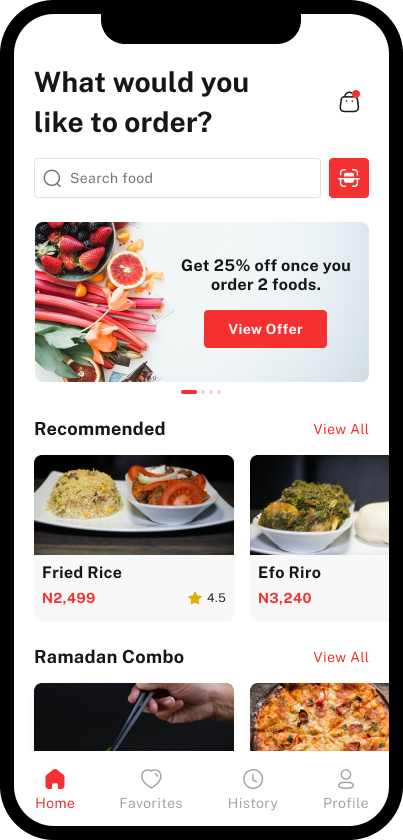 What would you
like to order?
Search food
Get 25% off once you
order 2 foods.
View Offer
Recommended
View All
Fried Rice
N2,499
4.5
Efo Riro
N3,240
Ramadan Combo
View All
Home
Favorites
History
Profile